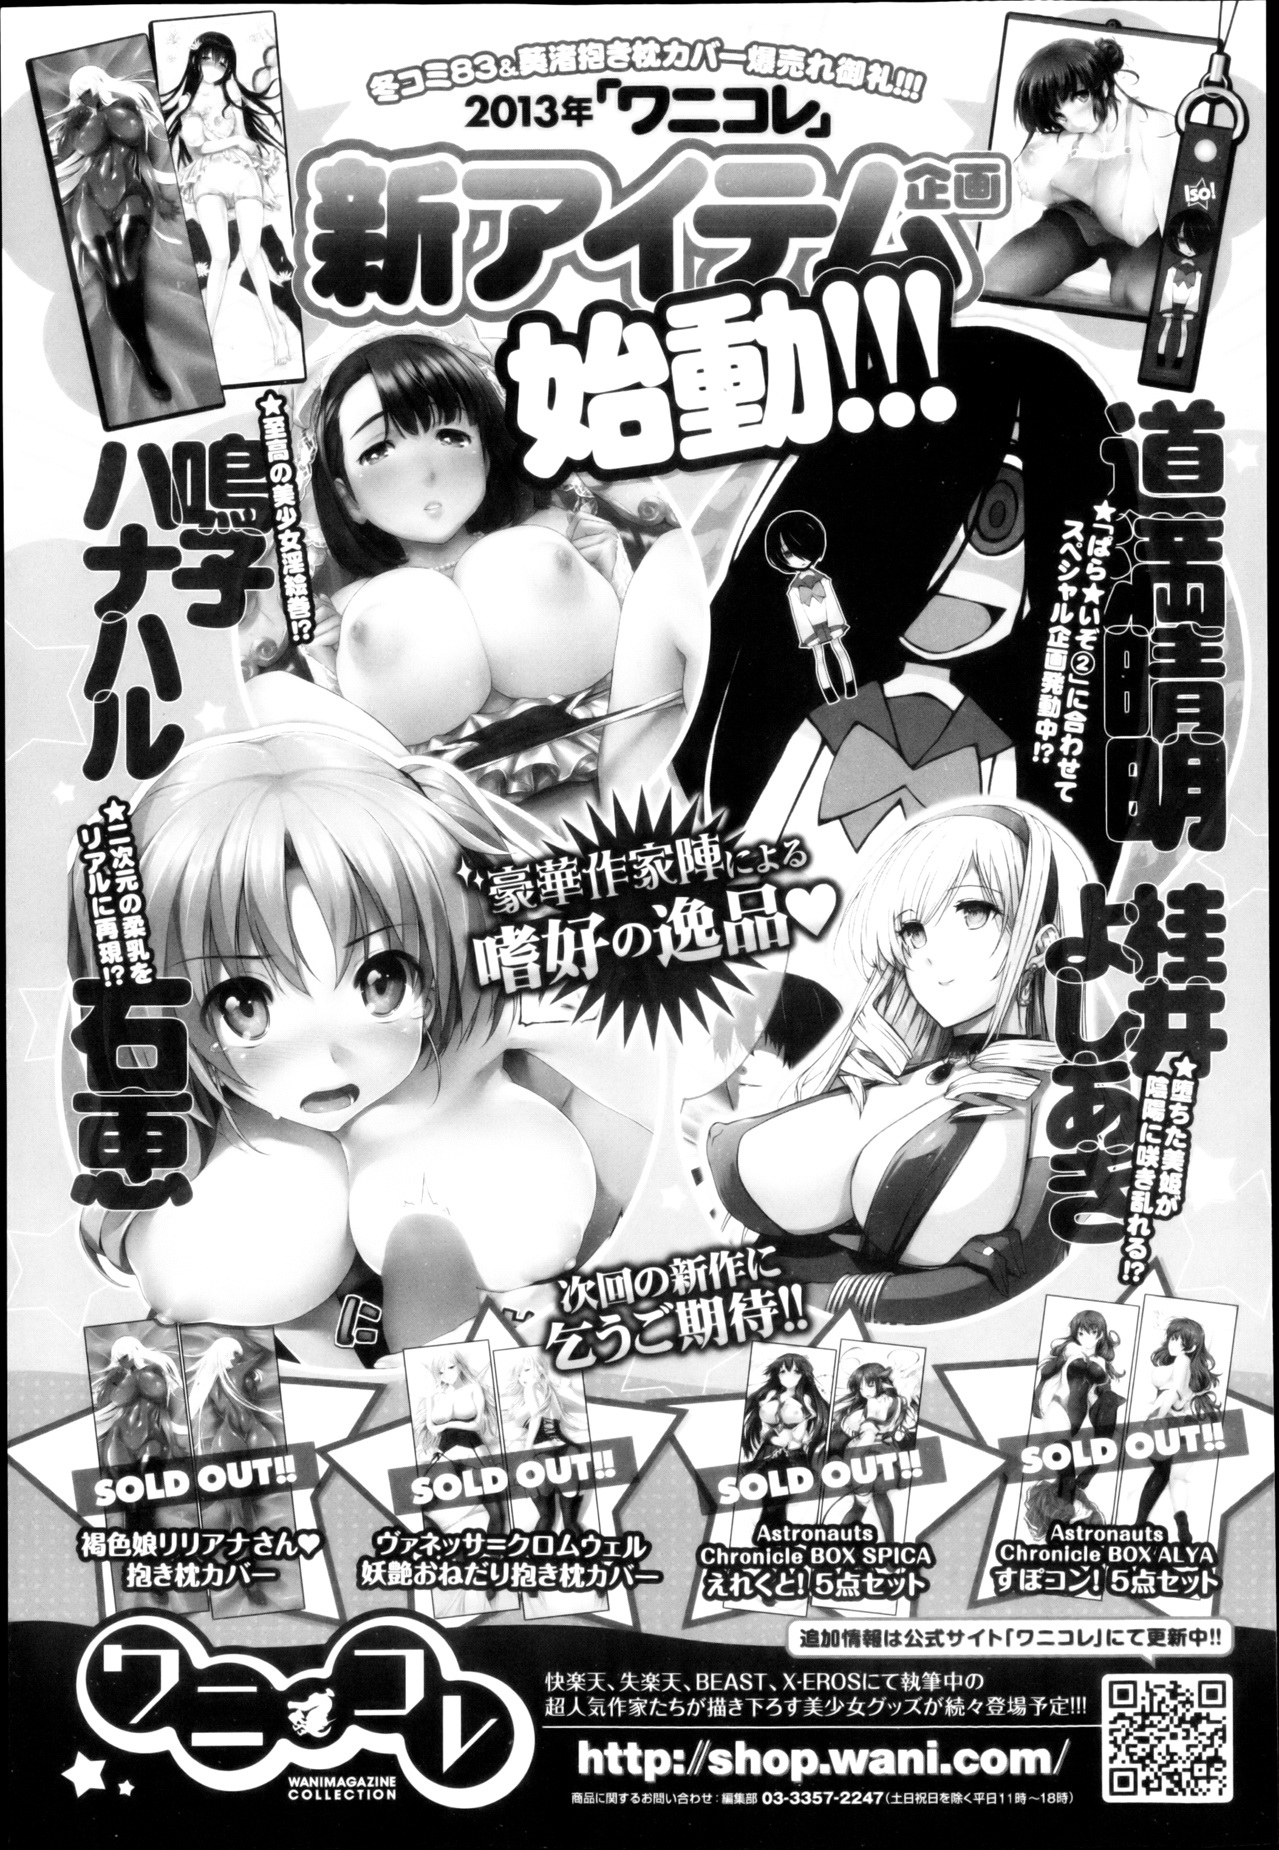 冬コミ83&葵渚抱き枕カバー爆売れ御礼!!!
2013年「ワニコレ」
新アイテム企画
始動!!!
Iso!
道満晴明
★「ぱら★いぞ②」に合わせて
スペシャル企画発動中!?
鳴子
ハナハル
★至高の美少女淫絵巻!?
豪華作家陣による
嗜好の逸品♥
桂井
よしあき
★堕ちた美姫が
陰陽に咲き乱れる!?
★二次元の柔乳を
リアルに再現!?
石恵
次回の新作に
乞うご期待!!
SOLD OUT!!
褐色娘リリアナさん♥
抱き枕カバー
SOLD OUT!!
ヴァネッサ=クロムウェル
妖艶おねだり抱き枕カバー
SOLD OUT!!
Astronauts
Chronicle BOX SPICA
えれくと! 5点セット
SOLD OUT!!
Astronauts
Chronicle BOX ALYA
すぽコン! 5点セット
追加情報は公式サイト「ワニコレ」にて更新中!!
ワニコレ
WANIMAGAZINE
COLLECTION
快楽天、失楽天、BEAST、X-EROSにて執筆中の
超人気作家たちが描き下ろす美少女グッズが続々登場予定!!!
http://shop.wani.com/
商品に関するお問い合わせ:編集部 03-3357-2247(土日祝日を除く平日11時~18時)